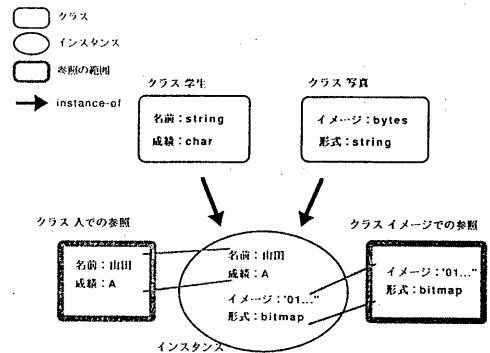 クラス
インスタンス
参照の範囲
instance-of
クラス 学生
名前:string
成績:char
クラス 写真
イメージ:bytes
形式:string
クラス 人での参照
名前:山田
成績:A
名前:山田
成績:A
イメージ:'01..."
形式:bitmap
インスタンス
クラス イメージでの参照
イメージ:'01..."
形式:bitmap